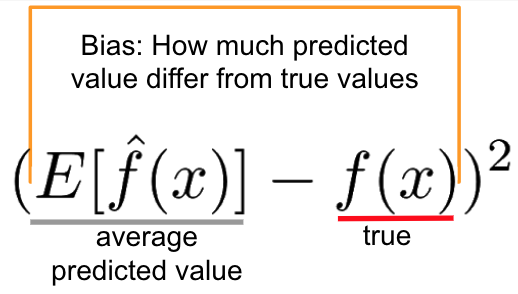 Bias: How much predicted
value differ from true values
(E[f̂(x)] − f(x))²
average
predicted value
true